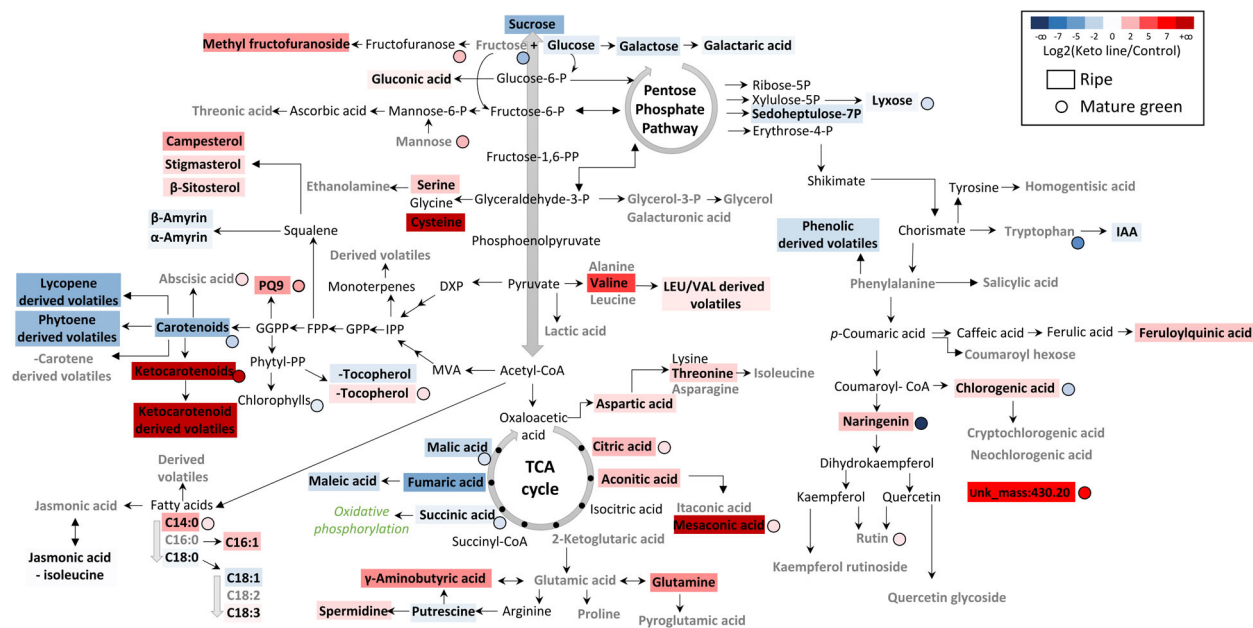 Sucrose
Methyl fructofuranoside
Fructofuranose
Fructose
+
Glucose
Galactose
Galactaric acid
-∞ -7 -5 -2 2 5 7 +∞
Log2(Keto line/Control)
Ripe
Mature green
Gluconic acid
Glucose-6-P
Pentose
Phosphate
Pathway
Ribose-5P
Xylulose-5P
Lyxose
Sedoheptulose-7P
Erythrose-4-P
Threonic acid
Ascorbic acid
Mannose-6-P
Fructose-6-P
Mannose
Campesterol
Stigmasterol
β-Sitosterol
Fructose-1,6-PP
Ethanolamine
Serine
Glycine
Cysteine
Glyceraldehyde-3-P
Glycerol-3-P
Glycerol
Galacturonic acid
Shikimate
Tyrosine
Homogentisic acid
β-Amyrin
α-Amyrin
Squalene
Phosphoenolpyruvate
Phenolic
derived volatiles
Chorismate
Tryptophan
IAA
Derived volatiles
Monoterpenes
Lycopene
derived volatiles
Abscisic acid
PQ9
DXP
Pyruvate
Alanine
Valine
Leucine
LEU/VAL derived
volatiles
Phenylalanine
Salicylic acid
Lactic acid
Phytoene
derived volatiles
Carotenoids
GGPP
FPP
GPP
IPP
p-Coumaric acid
Caffeic acid
Ferulic acid
Feruloylquinic acid
Coumaroyl hexose
-Carotene
derived volatiles
Phytyl-PP
Ketocarotenoids
Chlorophylls
-Tocopherol
-Tocopherol
MVA
Acetyl-CoA
Lysine
Threonine
Asparagine
Isoleucine
Coumaroyl- CoA
Chlorogenic acid
Ketocarotenoid
derived volatiles
Aspartic acid
Oxaloacetic
acid
Naringenin
Cryptochlorogenic acid
Neochlorogenic acid
Malic acid
Citric acid
TCA
cycle
Maleic acid
Fumaric acid
Aconitic acid
Dihydrokaempferol
Derived
volatiles
Kaempferol
Quercetin
Unk_mass:430.20
Jasmonic acid
Fatty acids
Oxidative
phosphorylation
Succinic acid
Isocitric acid
Itaconic acid
Mesaconic acid
C14:0
C16:0
C16:1
C18:0
Succinyl-CoA
2-Ketoglutaric acid
Rutin
Jasmonic acid
- isoleucine
Kaempferol rutinoside
C18:1
C18:2
C18:3
γ-Aminobutyric acid
Glutamic acid
Glutamine
Quercetin glycoside
Spermidine
Putrescine
Arginine
Proline
Pyroglutamic acid